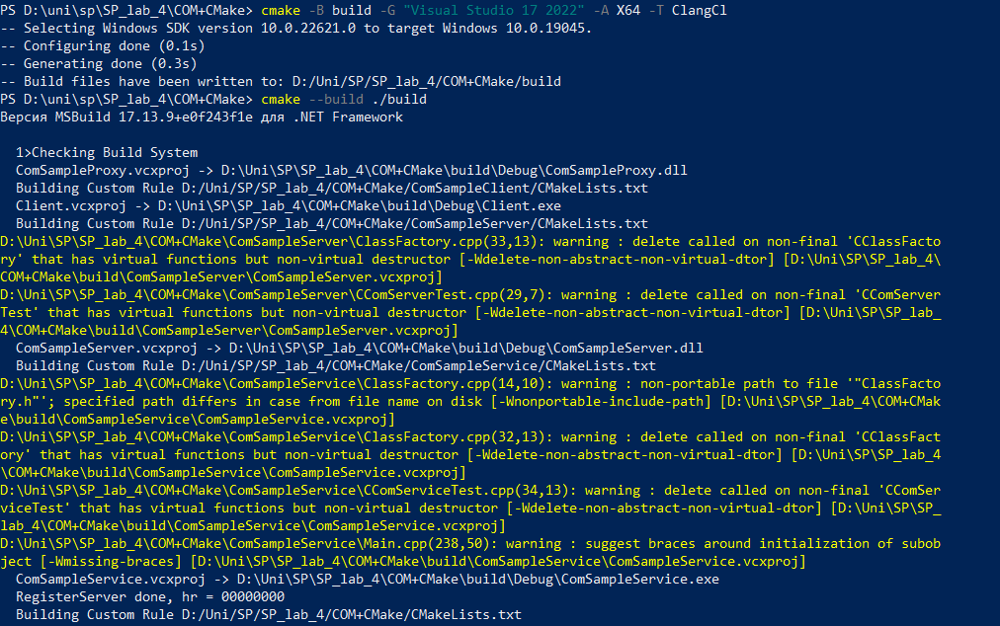 PS D:\uni\sp\SP_lab_4\COM+CMake> cmake -B build -G "Visual Studio 17 2022" -A X64 -T ClangCl
-- Selecting Windows SDK version 10.0.22621.0 to target Windows 10.0.19045.
-- Configuring done (0.1s)
-- Generating done (0.3s)
-- Build files have been written to: D:/Uni/SP/SP_lab_4/COM+CMake/build
PS D:\uni\sp\SP_lab_4\COM+CMake> cmake --build ./build
Версия MSBuild 17.13.9+e0f243f1e для .NET Framework
1>Checking Build System
ComSampleProxy.vcxproj -> D:\Uni\SP\SP_lab_4\COM+CMake\build\Debug\ComSampleProxy.dll
Building Custom Rule D:/Uni/SP/SP_lab_4/COM+CMake/ComSampleClient/CMakeLists.txt
Client.vcxproj -> D:\Uni\SP\SP_lab_4\COM+CMake\build\Debug\Client.exe
Building Custom Rule D:/Uni/SP/SP_lab_4/COM+CMake/ComSampleServer/CMakeLists.txt
D:\Uni\SP\SP_lab_4\COM+CMake\ComSampleServer\ClassFactory.cpp(33,13): warning : delete called on non-final 'CClassFacto
ry' that has virtual functions but non-virtual destructor [-Wdelete-non-abstract-non-virtual-dtor] [D:\Uni\SP\SP_lab_4\
COM+CMake\build\ComSampleServer\ComSampleServer.vcxproj]
D:\Uni\SP\SP_lab_4\COM+CMake\ComSampleServer\CComServerTest.cpp(29,7): warning : delete called on non-final 'CComServer
Test' that has virtual functions but non-virtual destructor [-Wdelete-non-abstract-non-virtual-dtor] [D:\Uni\SP\SP_lab_
4\COM+CMake\build\ComSampleServer\ComSampleServer.vcxproj]
ComSampleServer.vcxproj -> D:\Uni\SP\SP_lab_4\COM+CMake\build\Debug\ComSampleServer.dll
Building Custom Rule D:/Uni/SP/SP_lab_4/COM+CMake/ComSampleService/CMakeLists.txt
D:\Uni\SP\SP_lab_4\COM+CMake\ComSampleService\ClassFactory.cpp(14,10): warning : non-portable path to file '"ClassFacto
ry.h"'; specified path differs in case from file name on disk [-Wnonportable-include-path] [D:\Uni\SP\SP_lab_4\COM+CMak
e\build\ComSampleService\ComSampleService.vcxproj]
D:\Uni\SP\SP_lab_4\COM+CMake\ComSampleService\ClassFactory.cpp(32,13): warning : delete called on non-final 'CClassFact
ory' that has virtual functions but non-virtual destructor [-Wdelete-non-abstract-non-virtual-dtor] [D:\Uni\SP\SP_lab_4
\COM+CMake\build\ComSampleService\ComSampleService.vcxproj]
D:\Uni\SP\SP_lab_4\COM+CMake\ComSampleService\CComServiceTest.cpp(34,13): warning : delete called on non-final 'CComSer
viceTest' that has virtual functions but non-virtual destructor [-Wdelete-non-abstract-non-virtual-dtor] [D:\Uni\SP\SP_
lab_4\COM+CMake\build\ComSampleService\ComSampleService.vcxproj]
D:\Uni\SP\SP_lab_4\COM+CMake\ComSampleService\Main.cpp(238,50): warning : suggest braces around initialization of subob
ject [-Wmissing-braces] [D:\Uni\SP\SP_lab_4\COM+CMake\build\ComSampleService\ComSampleService.vcxproj]
ComSampleService.vcxproj -> D:\Uni\SP\SP_lab_4\COM+CMake\build\Debug\ComSampleService.exe
RegisterServer done, hr = 00000000
Building Custom Rule D:/Uni/SP/SP_lab_4/COM+CMake/CMakeLists.txt